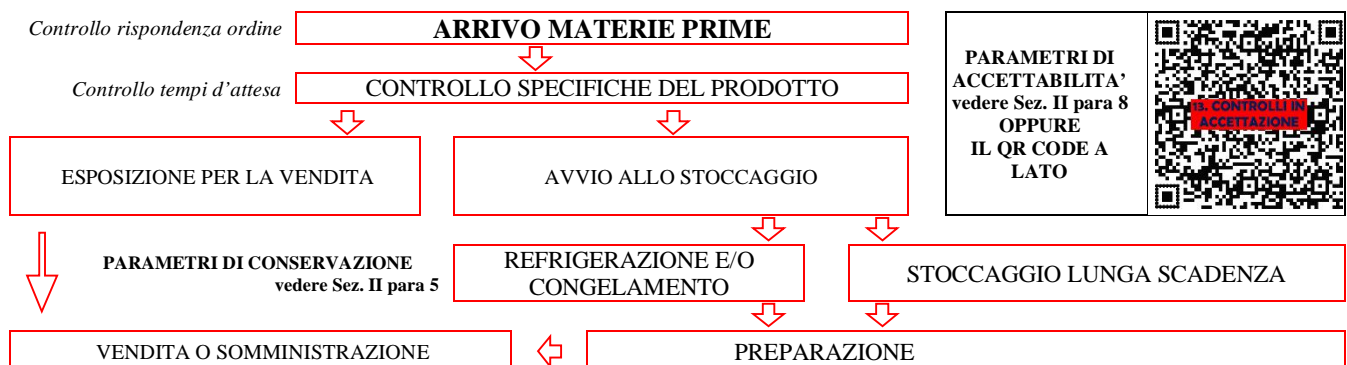 Controllo rispondenza ordine
ARRIVO MATERIE PRIME
Controllo tempi d'attesa
CONTROLLO SPECIFICHE DEL PRODOTTO
PARAMETRI DI
ACCETTABILITA'
vedere Sez. II para 8
OPPURE
IL QR CODE A
LATO
13. CONTROLLI IN
ACCETTAZIONE
ESPOSIZIONE PER LA VENDITA
AVVIO ALLO STOCCAGGIO
PARAMETRI DI CONSERVAZIONE
vedere Sez. II para 5
REFRIGERAZIONE E/O
CONGELAMENTO
STOCCAGGIO LUNGA SCADENZA
VENDITA O SOMMINISTRAZIONE
PREPARAZIONE